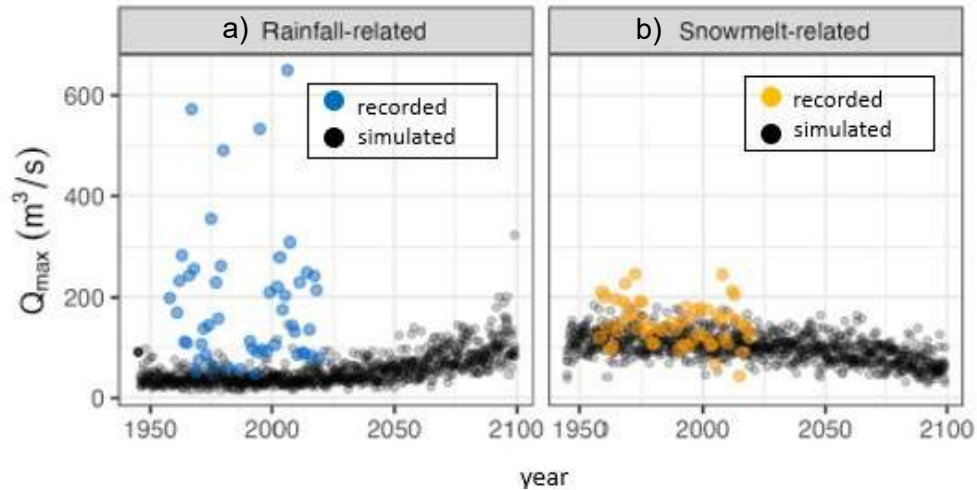 a) Rainfall-related
b) Snowmelt-related
recorded
simulated
recorded
simulated
Qmax (m³/s)
600
400
200
0
1950 2000 2050 2100
1950 2000 2050 2100
year